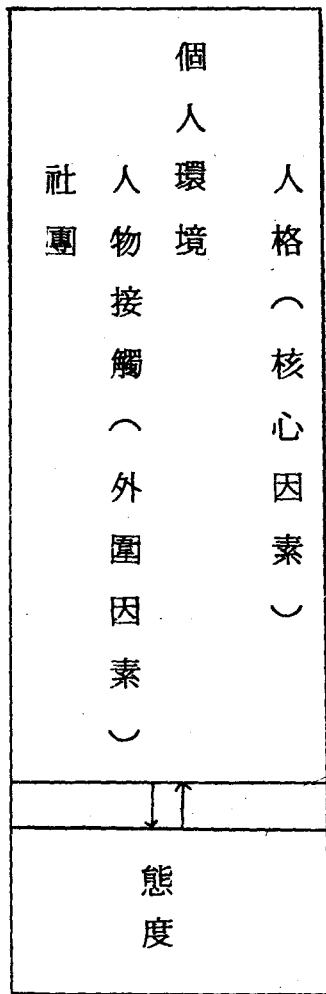 人格（核心因素）
個人環境
人物接觸（外圍因素）
社團
態度